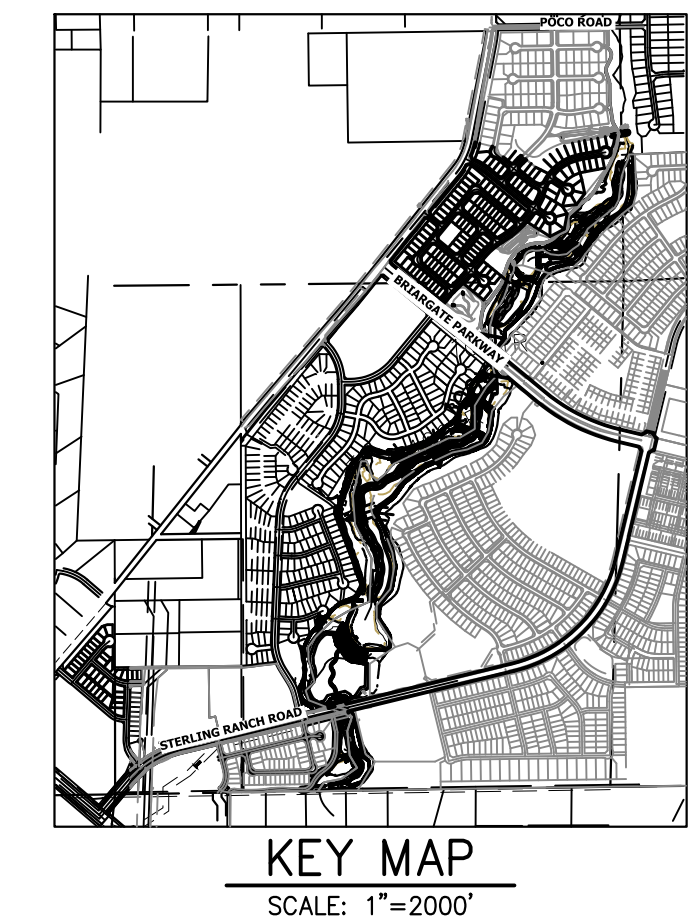 POCO ROAD
BRIARGATE PARKWAY
STERLING RANCH ROAD
KEY MAP
SCALE: 1"=2000'